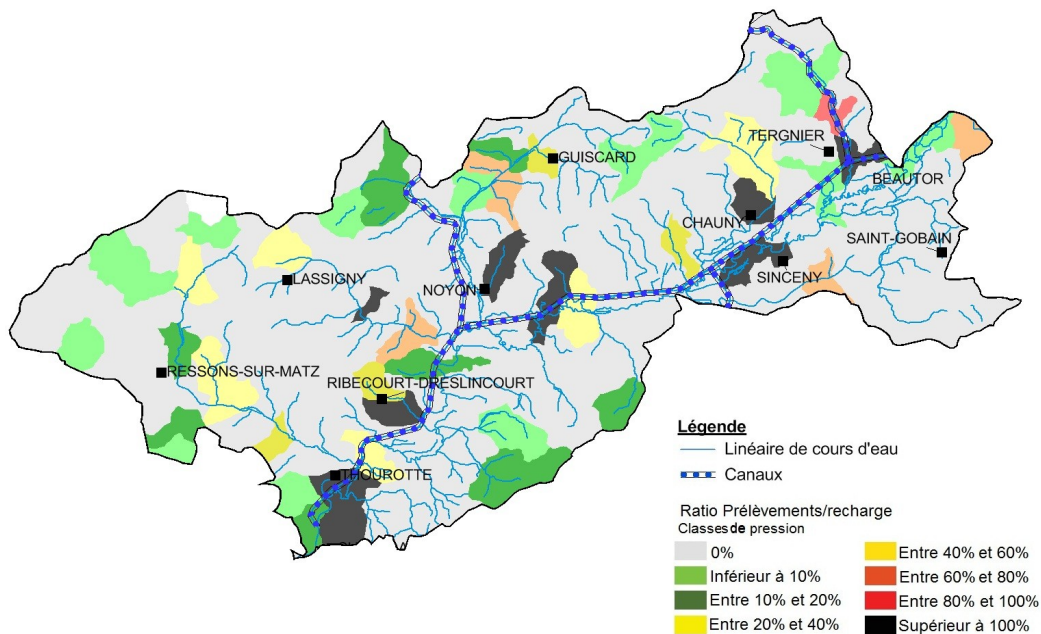 TERGNIER
GUISCARD
BEAUTOR
CHAUNY
SAINT-GOBAIN
SINCENY
LASSIGNY
NOYON
RESSONS-SUR-MATZ
RIBECOURT-DRESLINCOURT
THOUROTTE
Légende
Linéaire de cours d'eau
Canaux
Ratio Prélèvements/recharge
Classes de pression
0%
Inférieur à 10%
Entre 10% et 20%
Entre 20% et 40%
Entre 40% et 60%
Entre 60% et 80%
Entre 80% et 100%
Supérieur à 100%